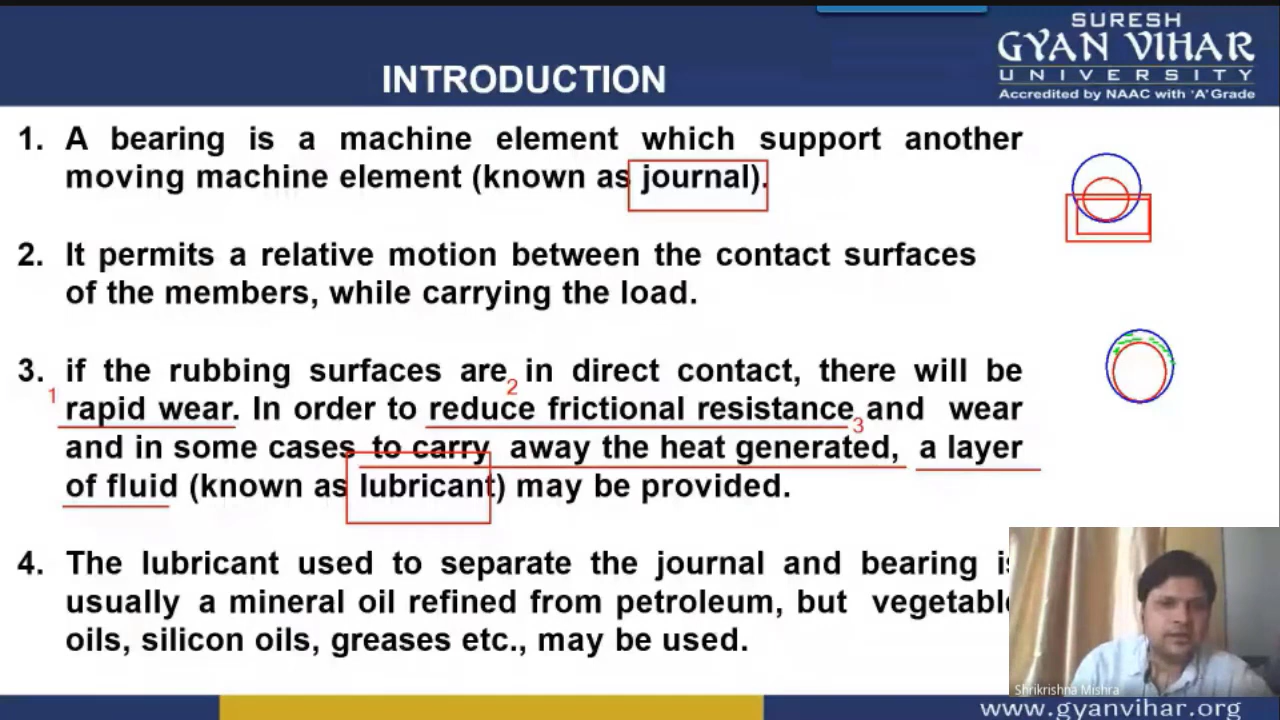 SURESH
GYAN VIHAR
UNIVERSITY
Accredited by NAAC with 'A' Grade
INTRODUCTION
1. A bearing is a machine element which support another
moving machine element (known as journal).
2. It permits a relative motion between the contact surfaces
of the members, while carrying the load.
3. if the rubbing surfaces are in direct contact, there will be
1 2
rapid wear. In order to reduce frictional resistance and wear
3
and in some cases to carry away the heat generated, a layer
of fluid (known as lubricant) may be provided.
4. The lubricant used to separate the journal and bearing is
usually a mineral oil refined from petroleum, but vegetable
oils, silicon oils, greases etc., may be used.
Shrikrishna Mishra
www.gyanvihar.org